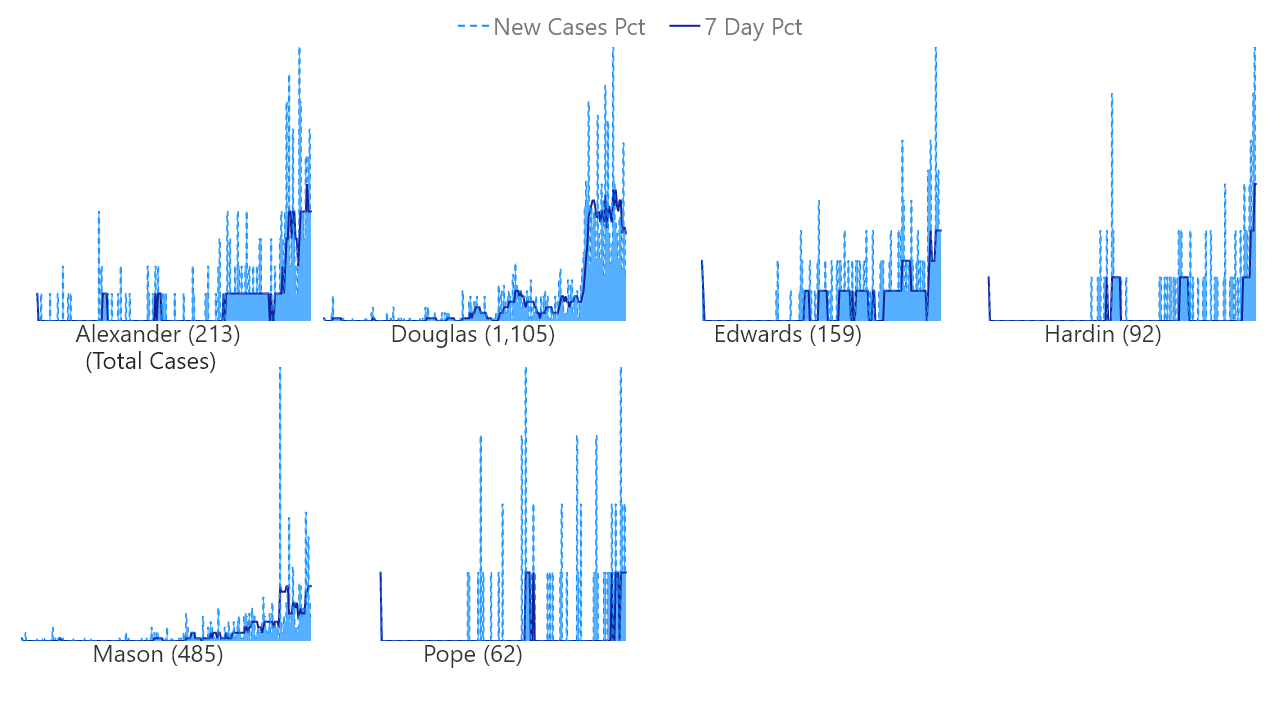 New Cases Pct 7 Day Pct
Alexander (213) Douglas (1,105) Edwards (159) Hardin (92)
(Total Cases)
Mason (485) Pope (62)